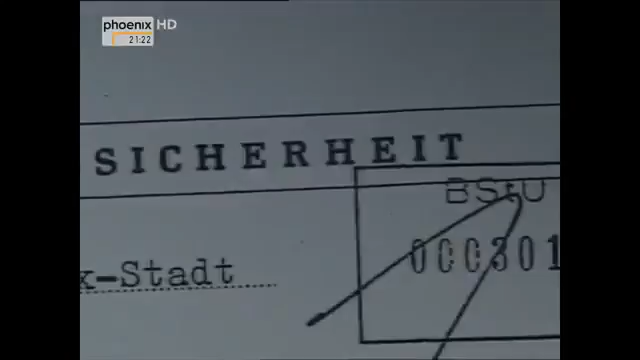 phoenix HD
21:22
SICHERHEIT
BStU
000301
x-Stadt